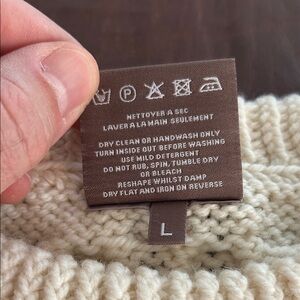 P
NETTOYER A SEC
LAVER A LA MAIN SEULEMENT
DRY CLEAN OR HANDWASH ONLY
TURN INSIDE OUT BEFORE WASHING
USE MILD DETERGENT
DO NOT RUB, SPIN, TUMBLE DRY
OR BLEACH
RESHAPE WHILST DAMP
DRY FLAT AND IRON ON REVERSE
L